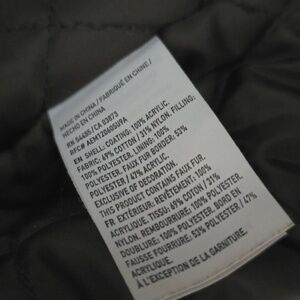 MADE IN CHINA / FABRIQUÉ EN CHINE /
HECHO EN CHINA
RN 54485 / CA 03873
RFC# AEM120605U9A
EN: SHELL: COATING: 100% ACRYLIC.
FABRIC: 69% COTTON / 31% NYLON. FILLING:
100% POLYESTER. LINING: 100%
POLYESTER. FAUX FUR BORDER: 53%
POLYESTER / 47% ACRYLIC.
EXCLUSIVE OF DECORATION.
THIS PRODUCT CONTAINS FAUX FUR.
FR: EXTÉRIEUR: REVÊTEMENT: 100%
ACRYLIQUE. TISSU: 69% COTON / 31%
NYLON. REMBOURRURE: 100% POLYESTER.
DOUBLURE: 100% POLYESTER. BORD EN
FAUSSE FOURRURE: 53% POLYESTER / 47%
ACRYLIQUE.
À L'EXCEPTION DE LA GARNITURE.